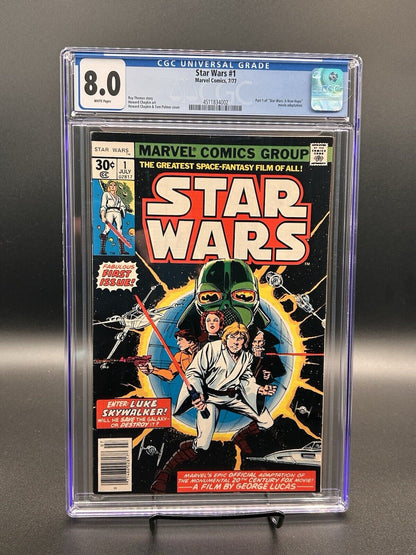 CGC UNIVERSAL GRADE
8.0
WHITE Pages
Star Wars #1
Marvel Comics, 7/77
Roy Thomas story
Howard Chaykin art
Howard Chaykin & Tom Palmer cover
4511834002
Part 1 of "Star Wars: A New Hope"
movie adaptation.
STAR WARS
30¢
1
JULY
02817
MARVEL COMICS GROUP
THE GREATEST SPACE-FANTASY FILM OF ALL!
STAR
WARS
FABULOUS
FIRST
ISSUE!
ENTER: LUKE
SKYWALKER!
WILL HE SAVE THE GALAXY
OR DESTROY IT?
MARVEL'S EPIC OFFICIAL ADAPTATION OF
THE MONUMENTAL 20TH CENTURY FOX MOVIE!
A FILM BY GEORGE LUCAS